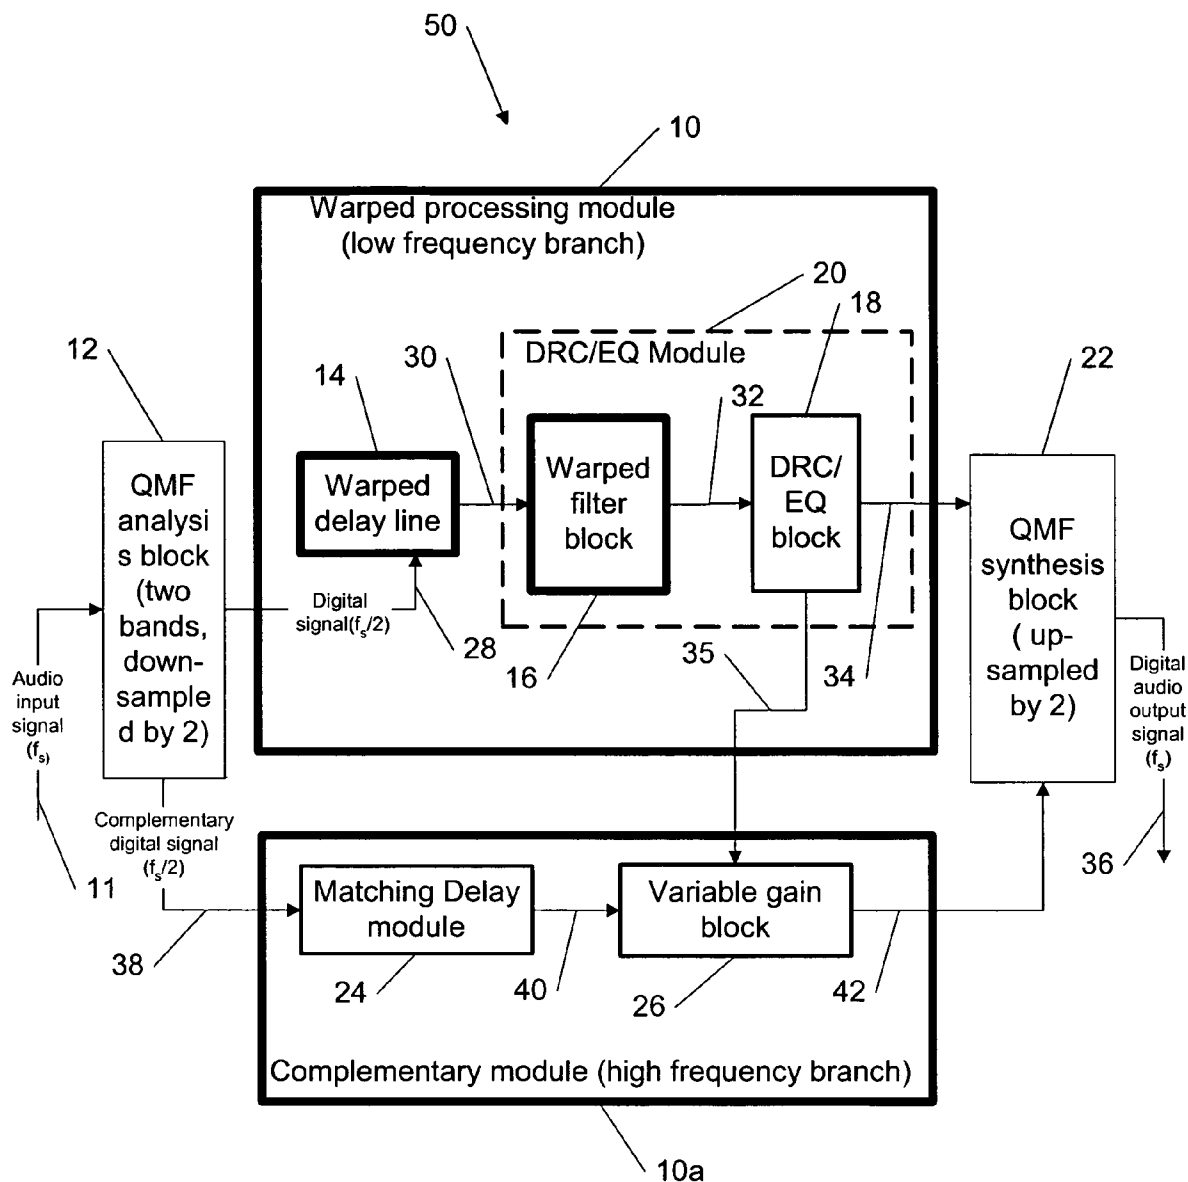 50
10
Warped processing module
(low frequency branch)
20
18
12
14
30
DRC/EQ Module
32
22
QMF
analysi
s block
(two
bands,
down-
sample
d by 2)
Warped
delay line
Warped
filter
block
DRC/
EQ
block
QMF
synthesis
block
( up-
sampled
by 2)
Digital
signal(fs/2)
28
16
35
34
Audio
input
signal
(fs)
Digital
audio
output
signal
(fs)
Complementary
digital signal
(fs/2)
11
36
Matching Delay
module
Variable gain
block
38
24
40
26
42
Complementary module (high frequency branch)
10a